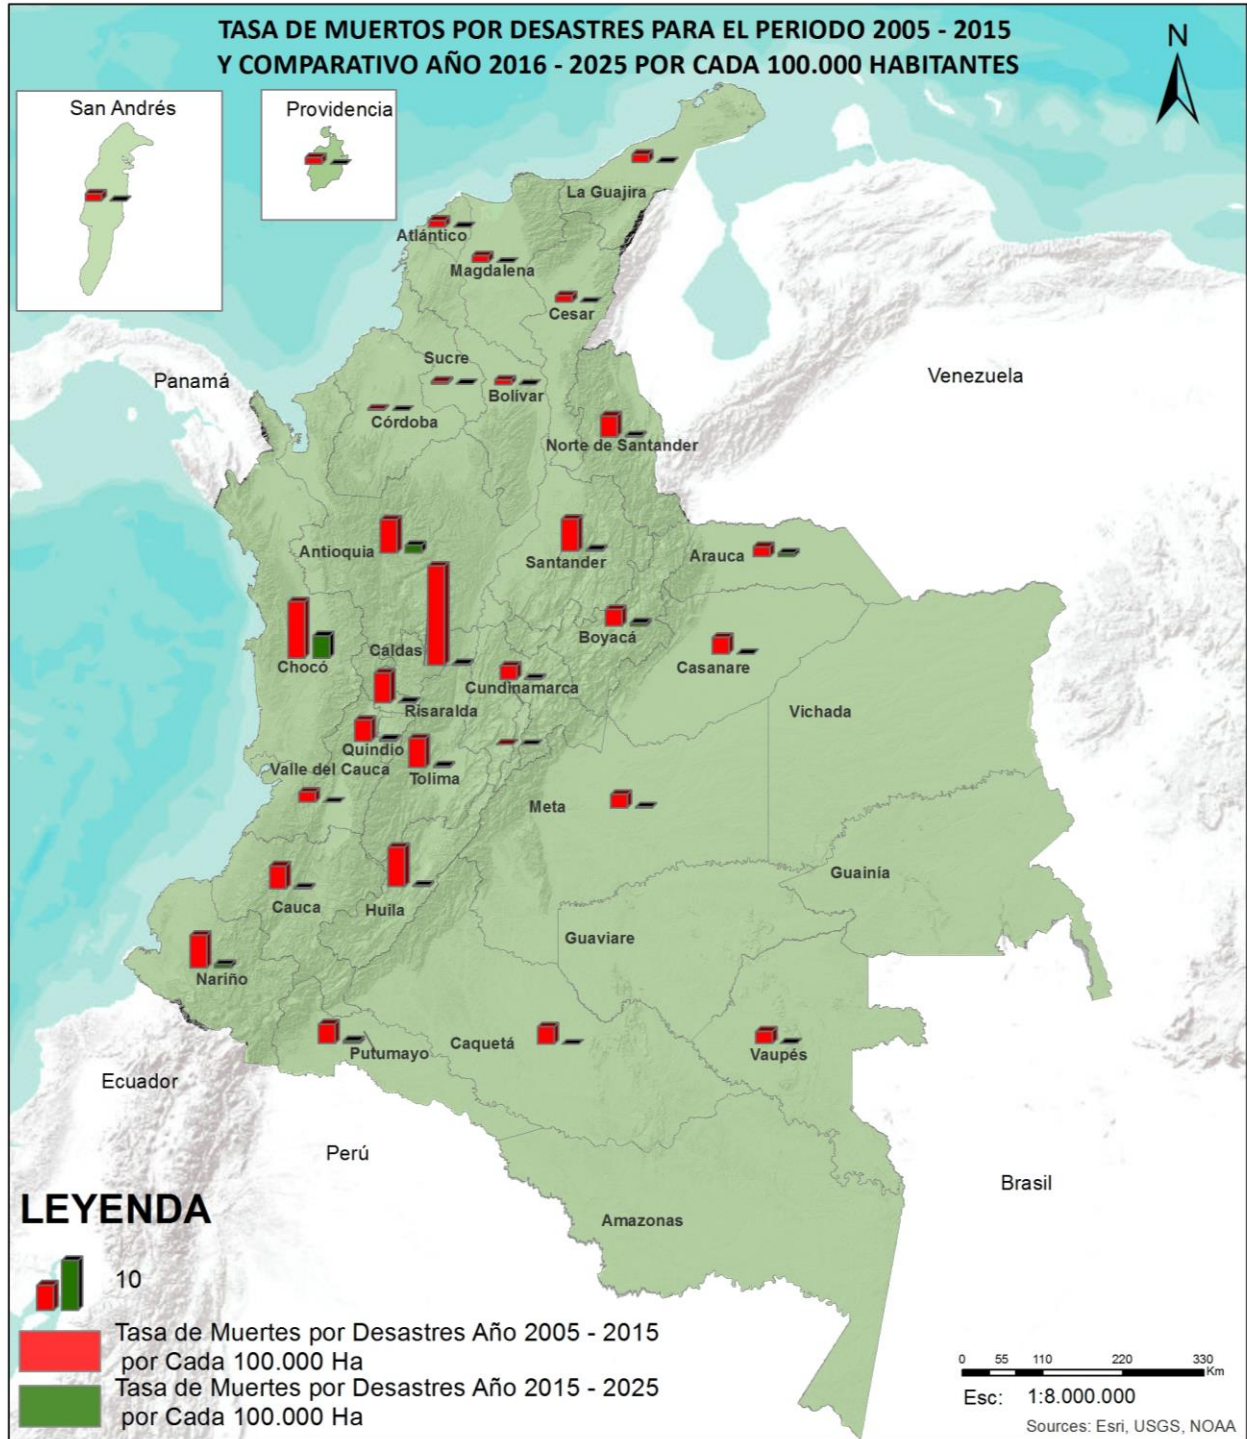 TASA DE MUERTOS POR DESASTRES PARA EL PERIODO 2005 - 2015
Y COMPARATIVO AÑO 2016 - 2025 POR CADA 100.000 HABITANTES
N
San Andrés
Providencia
La Guajira
Atlántico
Magdalena
Cesar
Sucre
Panamá
Venezuela
Bolívar
Córdoba
Norte de Santander
Antioquia
Santander
Arauca
Boyacá
Chocó
Caldas
Casanare
Cundinamarca
Risaralda
Vichada
Quindío
Valle del Cauca
Tolima
Meta
Guainía
Cauca
Huila
Guaviare
Nariño
Caquetá
Putumayo
Vaupés
Ecuador
Perú
Brasil
Amazonas
LEYENDA
10
Tasa de Muertes por Desastres Año 2005 - 2015
por Cada 100.000 Ha
Tasa de Muertes por Desastres Año 2015 - 2025
por Cada 100.000 Ha
0 55 110 220 330
Km
Esc: 1:8.000.000
Sources: Esri, USGS, NOAA